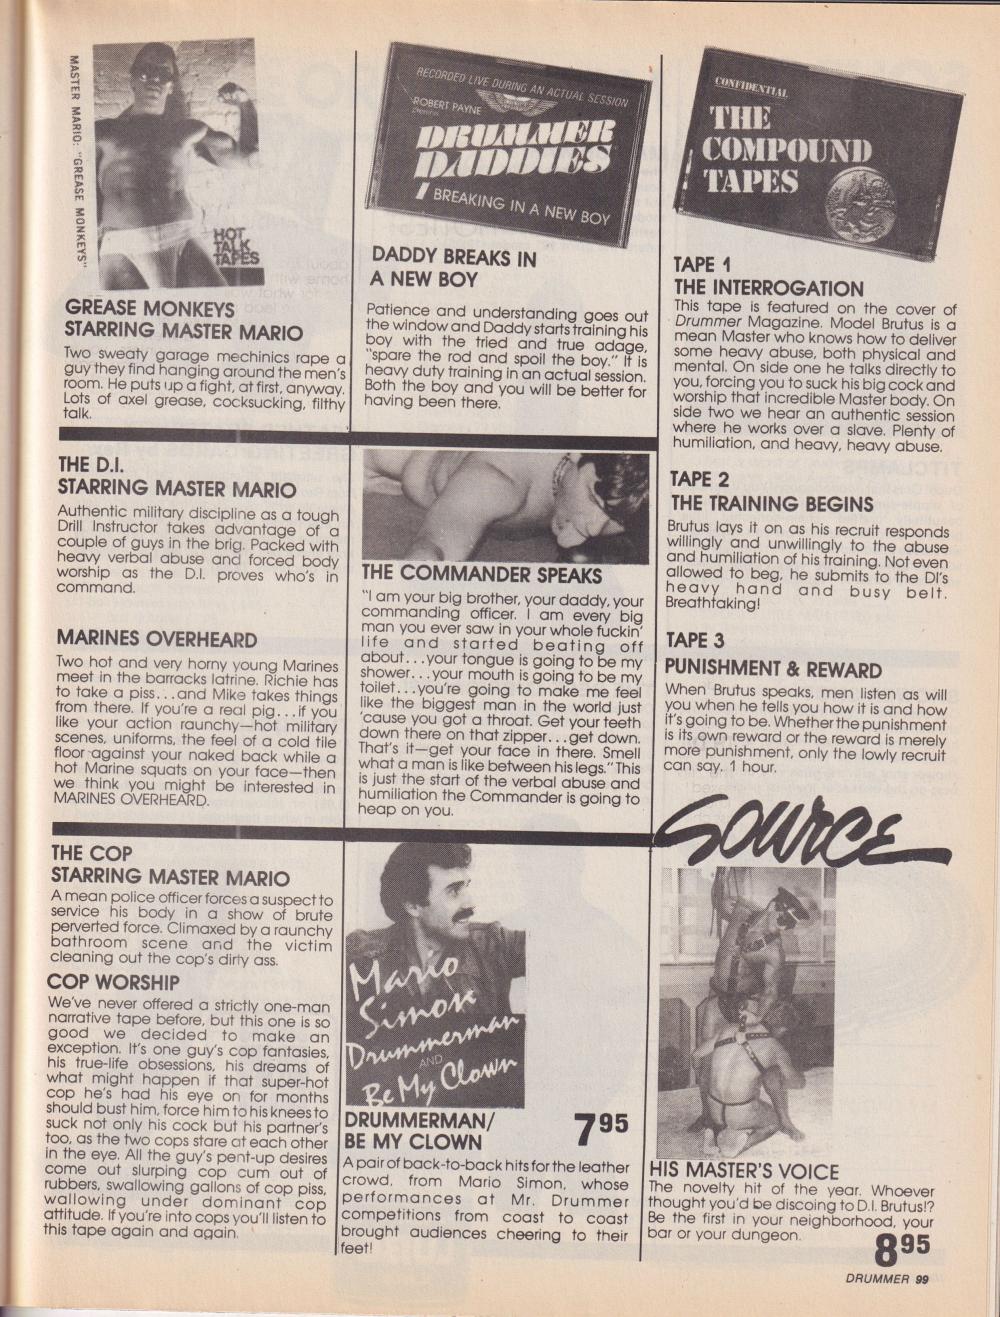 MASTER MARIO: "GREASE MONKEYS"
HOT
TALK
TAPES
GREASE MONKEYS
STARRING MASTER MARIO
Two sweaty garage mechinics rape a
guy they find hanging around the men's
room. He puts up a fight, at first, anyway.
Lots of axel grease, cocksucking, filthy
talk.
RECORDED LIVE DURING AN ACTUAL SESSION
ROBERT PAYNE
DRUMMER
DADDIES
1 BREAKING IN A NEW BOY
DADDY BREAKS IN
A NEW BOY
Patience and understanding goes out
the window and Daddy starts training his
boy with the tried and true adage,
"spare the rod and spoil the boy." It is
heavy duty training in an actual session.
Both the boy and you will be better for
having been there.
CONFIDENTIAL
THE
COMPOUND
TAPES
TAPE 1
THE INTERROGATION
This tape is featured on the cover of
Drummer Magazine. Model Brutus is a
mean Master who knows how to deliver
some heavy abuse, both physical and
mental. On side one he talks directly to
you, forcing you to suck his big cock and
worship that incredible Master body. On
side two we hear an authentic session
where he works over a slave. Plenty of
humiliation, and heavy, heavy abuse.
TAPE 2
THE TRAINING BEGINS
Brutus lays it on as his recruit responds
willingly and unwillingly to the abuse
and humiliation of his training. Not even
allowed to beg, he submits to the DI's
heavy hand and busy belt.
Breathtaking!
TAPE 3
PUNISHMENT & REWARD
When Brutus speaks, men listen as will
you when he tells you how it is and how
it's going to be. Whether the punishment
is its own reward or the reward is merely
more punishment, only the lowly recruit
can say. 1 hour.
THE D.I.
STARRING MASTER MARIO
Authentic military discipline as a tough
Drill Instructor takes advantage of a
couple of guys in the brig. Packed with
heavy verbal abuse and forced body
worship as the D.I. proves who's in
command.
MARINES OVERHEARD
Two hot and very horny young Marines
meet in the barracks latrine. Richie has
to take a piss...and Mike takes things
from there. If you're a real pig...if you
like your action raunchy—hot military
scenes, uniforms, the feel of a cold tile
floor against your naked back while a
hot Marine squats on your face—then
we think you might be interested in
MARINES OVERHEARD.
THE COMMANDER SPEAKS
"I am your big brother, your daddy, your
commanding officer. I am every big
man you ever saw in your whole fuckin'
life and started beating off
about...your tongue is going to be my
shower...your mouth is going to be my
toilet...you're going to make me feel
like the biggest man in the world just
'cause you got a throat. Get your teeth
down there on that zipper...get down.
That's it—get your face in there. Smell
what a man is like between his legs." This
is just the start of the verbal abuse and
humiliation the Commander is going to
heap on you.
THE COP
STARRING MASTER MARIO
A mean police officer forces a suspect to
service his body in a show of brute
perverted force. Climaxed by a raunchy
bathroom scene and the victim
cleaning out the cop's dirty ass.
COP WORSHIP
We've never offered a strictly one-man
narrative tape before, but this one is so
good we decided to make an
exception. It's one guy's cop fantasies,
his true-life obsessions, his dreams of
what might happen if that super-hot
cop he's had his eye on for months
should bust him, force him to his knees to
suck not only his cock but his partner's
too, as the two cops stare at each other
in the eye. All the guy's pent-up desires
come out slurping cop cum out of
rubbers, swallowing gallons of cop piss,
wallowing under dominant cop
attitude. If you're into cops you'll listen to
this tape again and again.
Mario
Simon
Drummerman
AND
Be My Clown
DRUMMERMAN/
BE MY CLOWN
7 95
A pair of back-to-back hits for the leather
crowd, from Mario Simon, whose
performances at Mr. Drummer
competitions from coast to coast
brought audiences cheering to their
feet!
SOURCE
HIS MASTER'S VOICE
The novelty hit of the year. Whoever
thought you'd be discoing to D.I. Brutus!?
Be the first in your neighborhood, your
bar or your dungeon.
8 95
DRUMMER 99